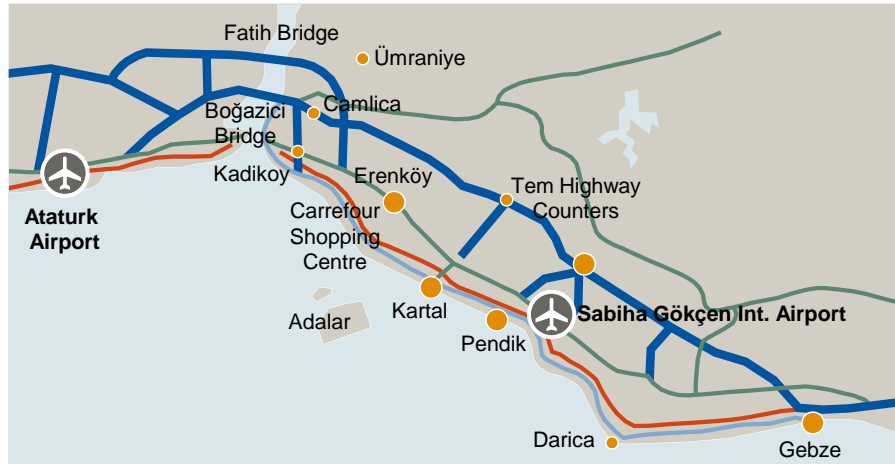 Fatih Bridge
Ümraniye
Boğazici
Bridge
Camlica
Kadikoy
Erenköy
Tem Highway
Counters
Carrefour
Shopping
Centre
Ataturk
Airport
Kartal
Adalar
Sabiha Gökçen Int. Airport
Pendik
Darica
Gebze